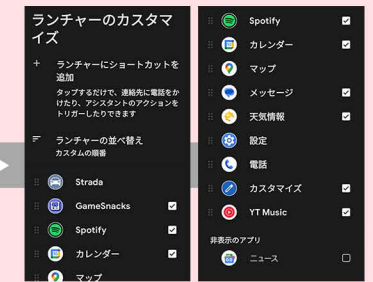 ランチャーのカスタマ
イズ
ランチャーにショートカットを
追加
タップするだけで、連絡先に電話をか
けたり、アシスタントのアクションを
トリガーしたりできます
ランチャーの並べ替え
カスタムの順番
Strada
GameSnacks
Spotify
カレンダー
マップ
Spotify
カレンダー
マップ
メッセージ
天気情報
設定
電話
カスタマイズ
YT Music
非表示のアプリ
ニュース